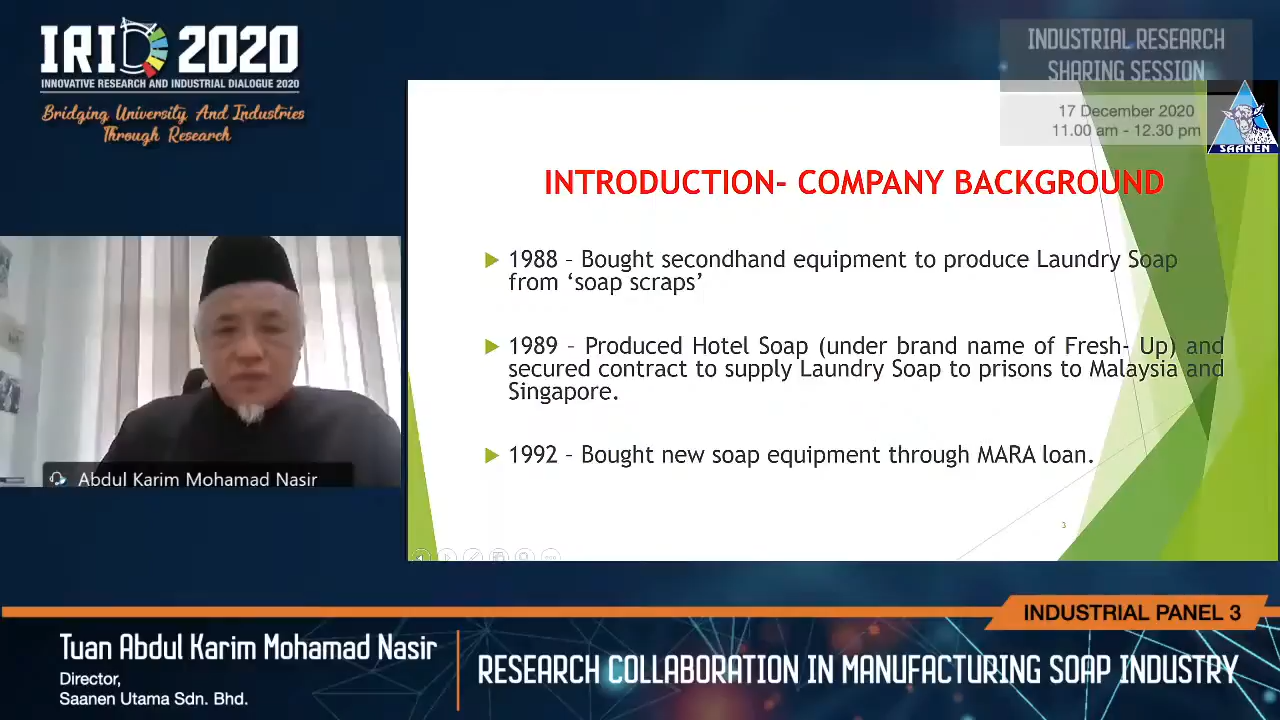 IRID 2020
INNOVATIVE RESEARCH AND INDUSTRIAL DIALOGUE 2020
Bridging University And Industries
Through Research
INDUSTRIAL RESEARCH
SHARING SESSION
17 December 2020
11.00 am - 12.30 pm
SAANEN
INTRODUCTION- COMPANY BACKGROUND
1988 – Bought secondhand equipment to produce Laundry Soap
from ‘soap scraps’
1989 – Produced Hotel Soap (under brand name of Fresh- Up) and
secured contract to supply Laundry Soap to prisons to Malaysia and
Singapore.
1992 – Bought new soap equipment through MARA loan.
3
Abdul Karim Mohamad Nasir
INDUSTRIAL PANEL 3
Tuan Abdul Karim Mohamad Nasir
Director,
Saanen Utama Sdn. Bhd.
RESEARCH COLLABORATION IN MANUFACTURING SOAP INDUSTRY